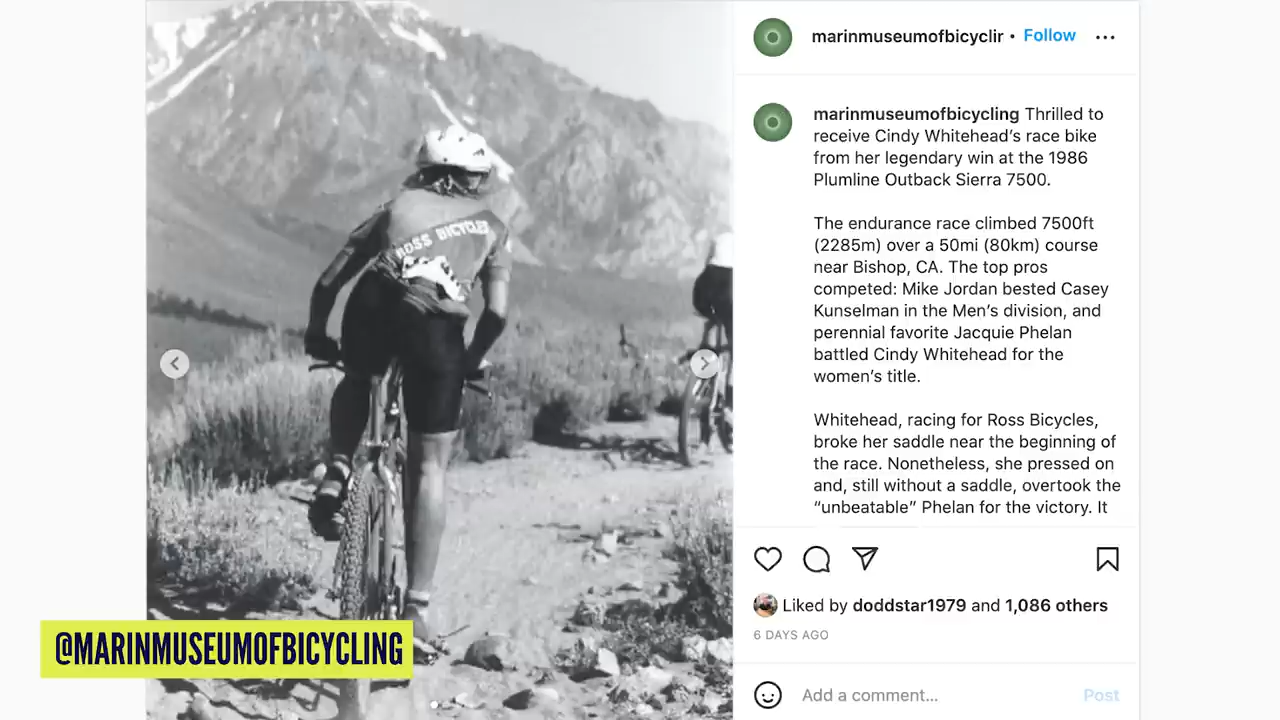 marinmuseumofbicyclir • Follow ...
marinmuseumofbicycling Thrilled to
receive Cindy Whitehead's race bike
from her legendary win at the 1986
Plumline Outback Sierra 7500.
The endurance race climbed 7500ft
(2285m) over a 50mi (80km) course
near Bishop, CA. The top pros
competed: Mike Jordan bested Casey
Kunselman in the Men's division, and
perennial favorite Jacquie Phelan
battled Cindy Whitehead for the
women's title.
Whitehead, racing for Ross Bicycles,
broke her saddle near the beginning of
the race. Nonetheless, she pressed on
and, still without a saddle, overtook the
“unbeatable” Phelan for the victory. It
Liked by doddstar1979 and 1,086 others
6 DAYS AGO
Add a comment... Post
ROSS BICYCLES
@MARINMUSEUMOFBICYCLING